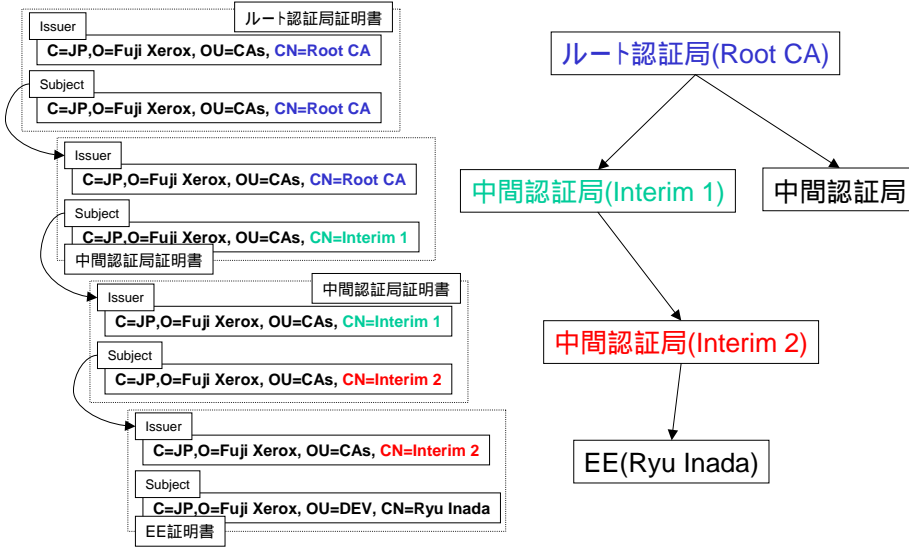 ルート認証局証明書
Issuer
C=JP,O=Fuji Xerox, OU=CAs, CN=Root CA
Subject
C=JP,O=Fuji Xerox, OU=CAs, CN=Root CA
Issuer
C=JP,O=Fuji Xerox, OU=CAs, CN=Root CA
Subject
C=JP,O=Fuji Xerox, OU=CAs, CN=Interim 1
中間認証局証明書
中間認証局証明書
Issuer
C=JP,O=Fuji Xerox, OU=CAs, CN=Interim 1
Subject
C=JP,O=Fuji Xerox, OU=CAs, CN=Interim 2
Issuer
C=JP,O=Fuji Xerox, OU=CAs, CN=Interim 2
Subject
C=JP,O=Fuji Xerox, OU=DEV, CN=Ryu Inada
EE証明書
ルート認証局(Root CA)
中間認証局(Interim 1)
中間認証局
中間認証局(Interim 2)
EE(Ryu Inada)